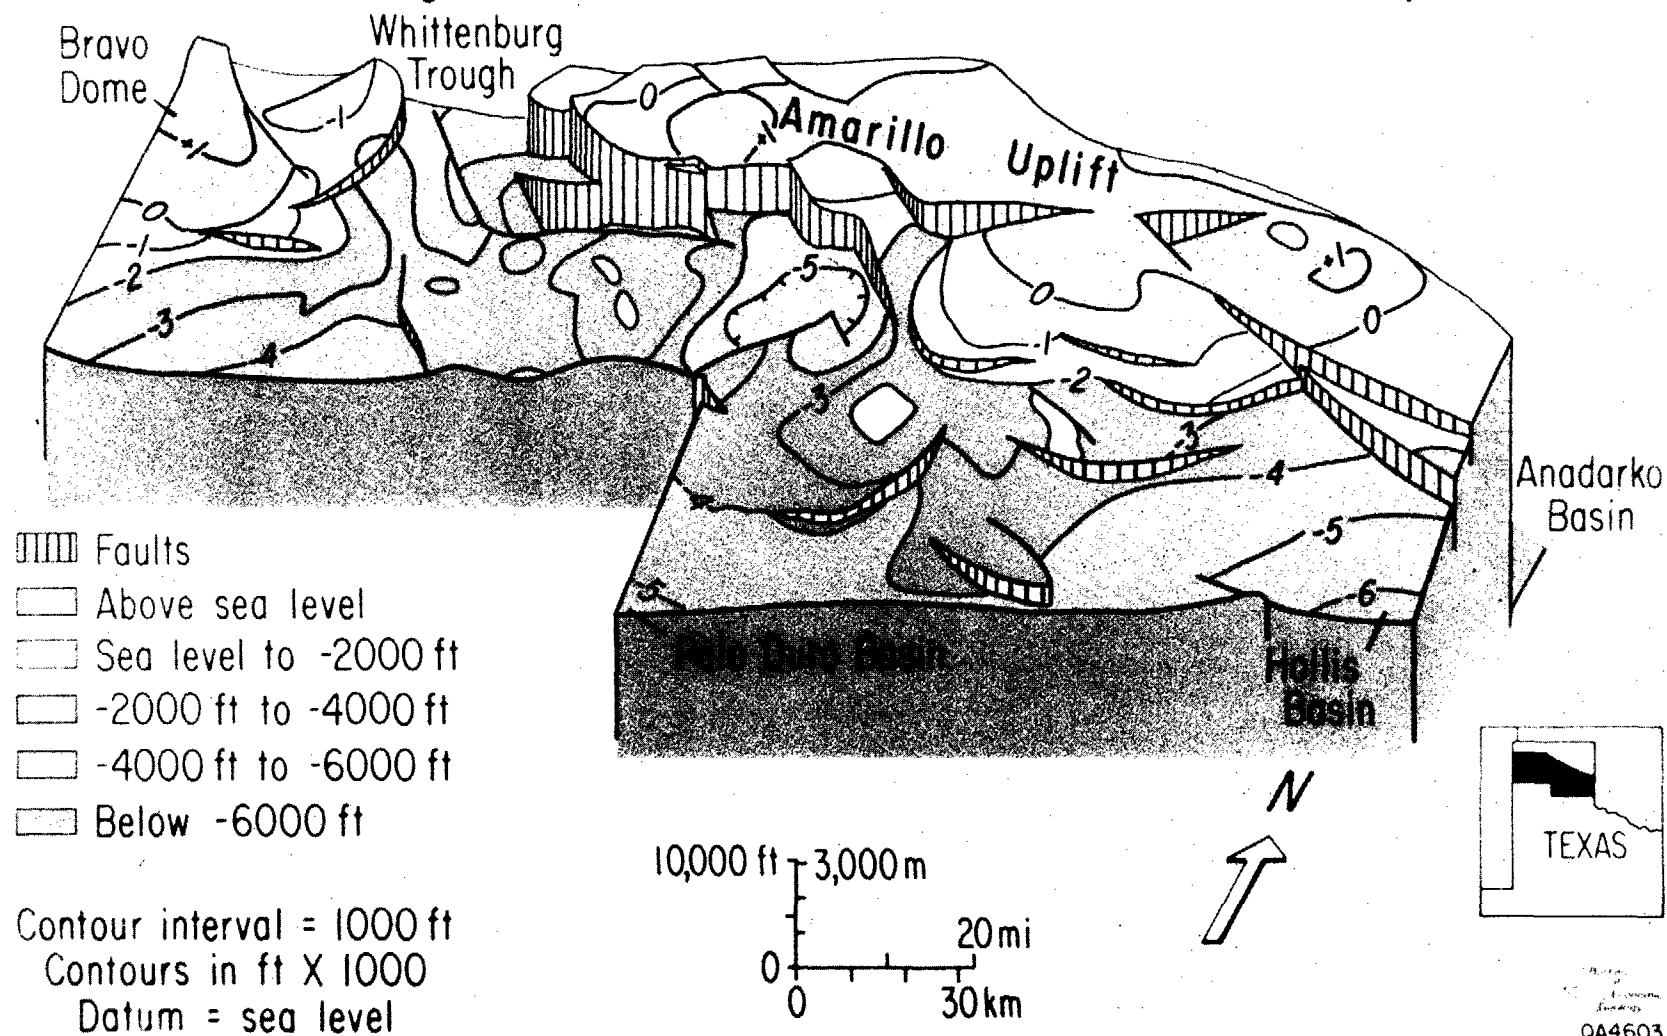 Bravo
Dome
Whittenburg
Trough
Amarillo Uplift
+1
-1
0
+1
0
-1
-2
-3
4
-5
0
-1
-2
+1
0
3
-3
-4
-5
-6
-5
Anadarko
Basin
Palo Duro Basin
Hollis
Basin
Faults
Above sea level
Sea level to -2000 ft
-2000 ft to -4000 ft
-4000 ft to -6000 ft
Below -6000 ft
Contour interval = 1000 ft
Contours in ft X 1000
Datum = sea level
10,000 ft
3,000 m
20 mi
0
0
30 km
N
TEXAS
QA4603